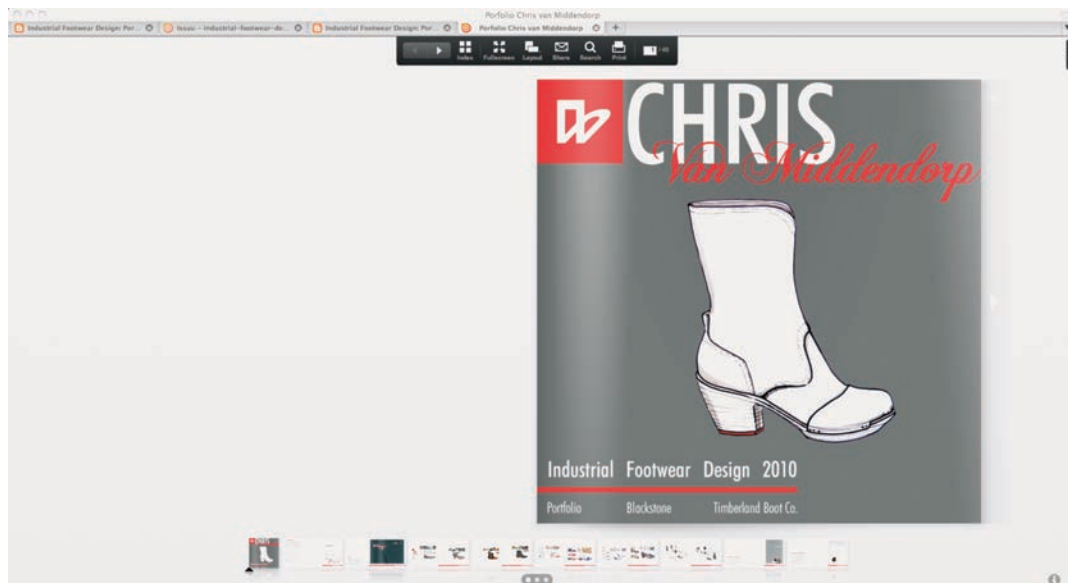 Porfolio Chris van Middendorp
Industrial Footwear Design: Por...
Issuu - industrial-footwear-de...
Industrial Footwear Design: Por...
Porfolio Chris van Middendorp
Index Fullscreen Layout Share Search Print
CHRIS
Van Middendorp
Industrial Footwear Design 2010
Portfolio Blackstone Timberland Boot Co.
CHRIS